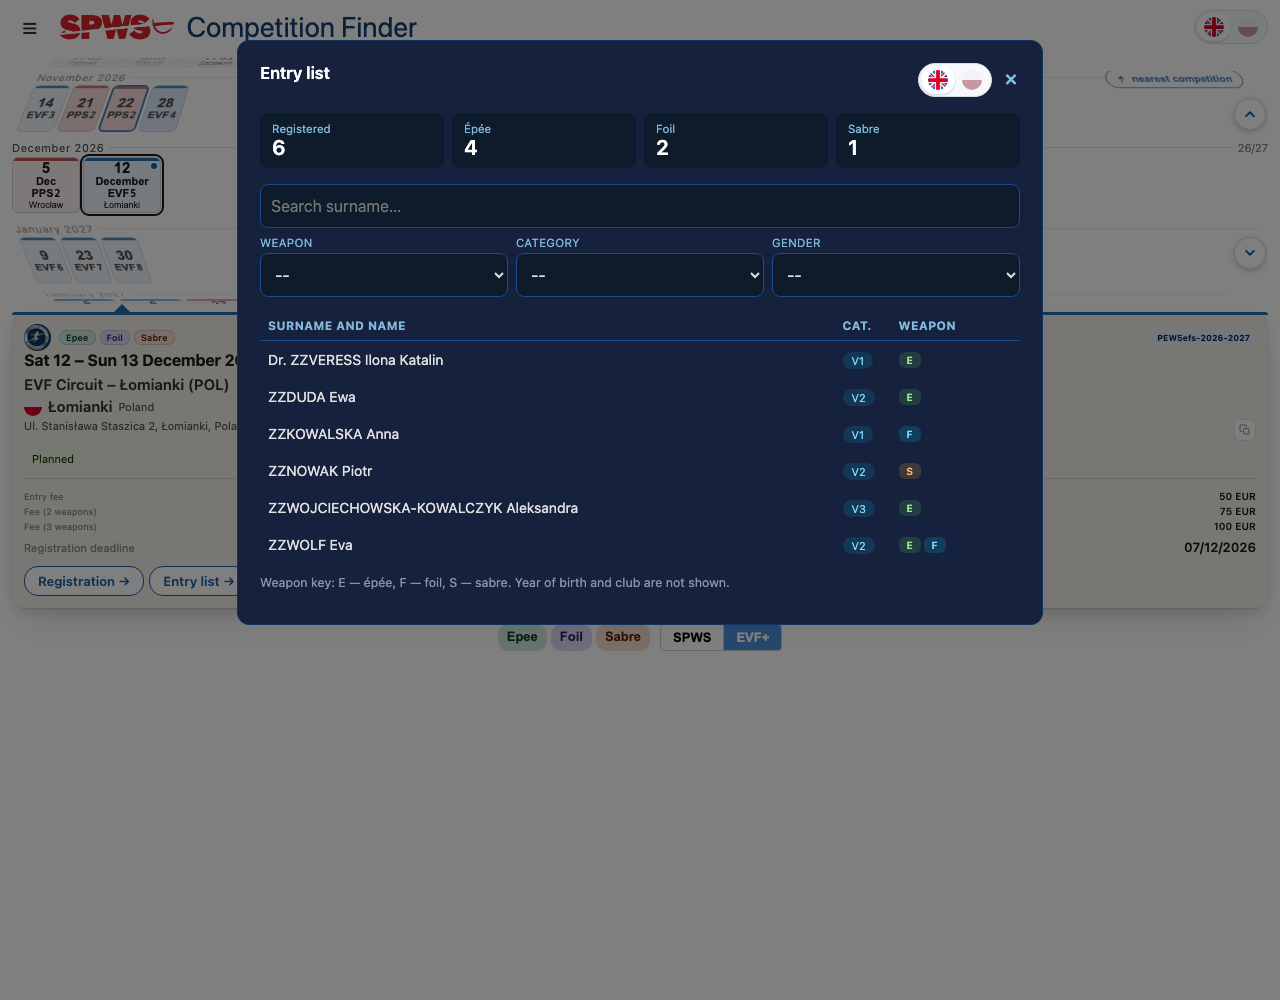 SPWS Competition Finder
November 2026
nearest competition
14 EVF3
21 PPS2
22 PPS2
28 EVF4
December 2026
26/27
5 Dec PPS2 Wrocław
12 December EVF5 Łomianki
January 2027
9 EVF6
23 EVF7
30 EVF8
Epee Foil Sabre
PEW5efs-2026-2027
Sat 12 – Sun 13 December 20
EVF Circuit – Łomianki (POL)
Łomianki Poland
Ul. Stanisława Staszica 2, Łomianki, Pola
Planned
Entry fee 50 EUR
Fee (2 weapons) 75 EUR
Fee (3 weapons) 100 EUR
Registration deadline 07/12/2026
Registration →
Entry list →
Entry list
×
Registered
6
Épée
4
Foil
2
Sabre
1
Search surname...
WEAPON CATEGORY GENDER
-- -- --
SURNAME AND NAME CAT. WEAPON
Dr. ZZVERESS Ilona Katalin V1 E
ZZDUDA Ewa V2 E
ZZKOWALSKA Anna V1 F
ZZNOWAK Piotr V2 S
ZZWOJCIECHOWSKA-KOWALCZYK Aleksandra V3 E
ZZWOLF Eva V2 E F
Weapon key: E — épée, F — foil, S — sabre. Year of birth and club are not shown.
Epee Foil Sabre SPWS EVF+